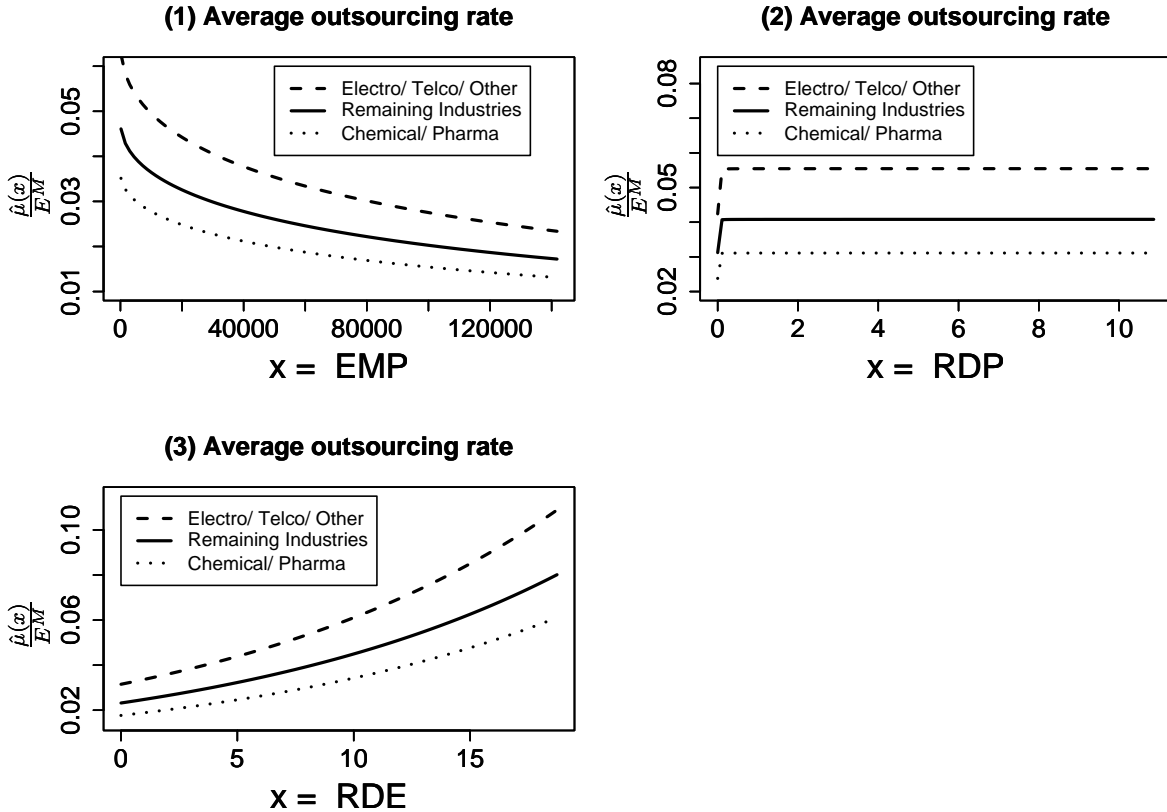 (1) Average outsourcing rate
Electro/ Telco/ Other
Remaining Industries
Chemical/ Pharma
μ̂(x)
E^M
0.05
0.03
0.01
0 40000 80000 120000
x = EMP
(2) Average outsourcing rate
Electro/ Telco/ Other
Remaining Industries
Chemical/ Pharma
μ̂(x)
E^M
0.08
0.05
0.02
0 2 4 6 8 10
x = RDP
(3) Average outsourcing rate
Electro/ Telco/ Other
Remaining Industries
Chemical/ Pharma
μ̂(x)
E^M
0.10
0.06
0.02
0 5 10 15
x = RDE